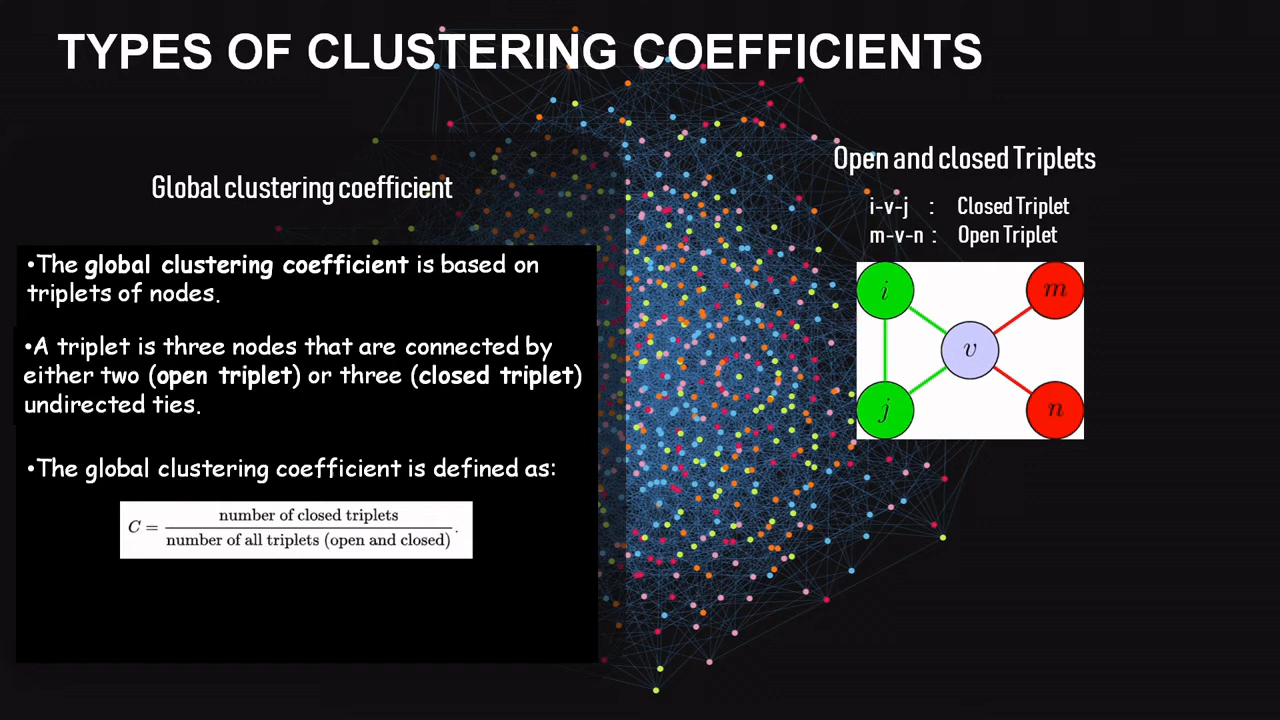 TYPES OF CLUSTERING COEFFICIENTS
Global clustering coefficient
•The global clustering coefficient is based on
triplets of nodes.
•A triplet is three nodes that are connected by
either two (open triplet) or three (closed triplet)
undirected ties.
•The global clustering coefficient is defined as:
C = number of closed triplets
number of all triplets (open and closed) .
Open and closed Triplets
i-v-j : Closed Triplet
m-v-n : Open Triplet
i
m
v
j
n